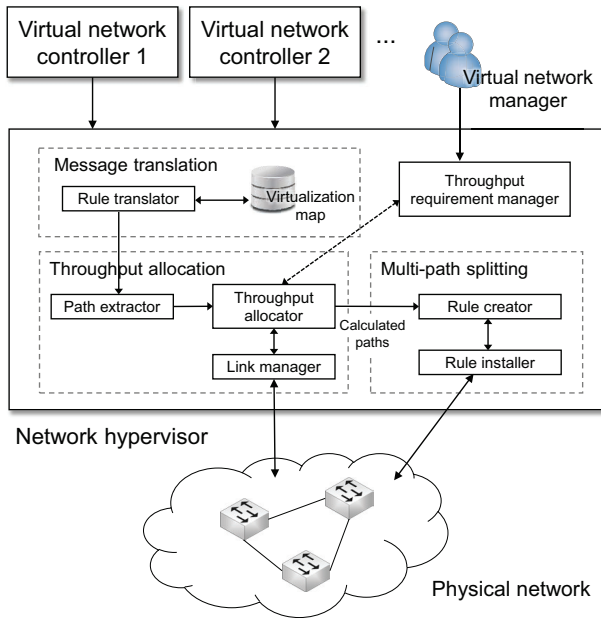 Virtual network
controller 1
Virtual network
controller 2
...
Virtual network
manager
Message translation
Rule translator
Virtualization
map
Throughput
requirement manager
Throughput allocation
Path extractor
Throughput
allocator
Link manager
Calculated
paths
Multi-path splitting
Rule creator
Rule installer
Network hypervisor
Physical network